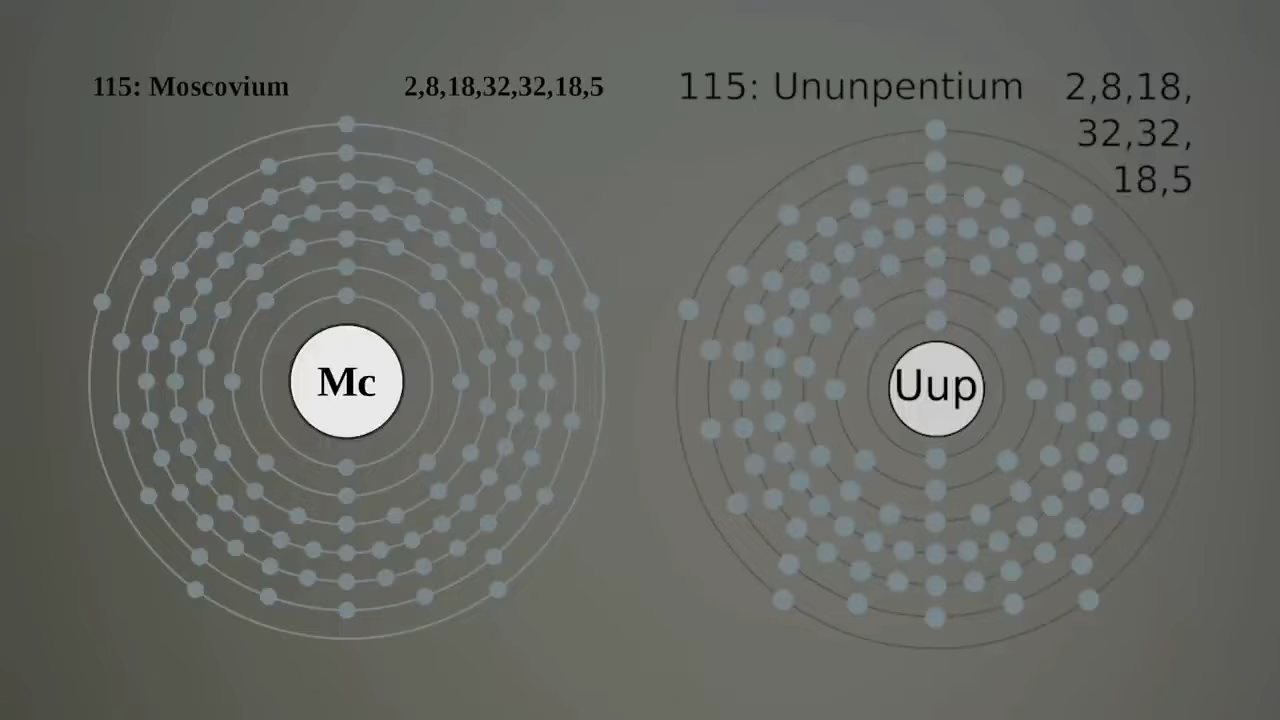 115: Moscovium
2,8,18,32,32,18,5
Mc
115: Ununpentium
2,8,18,
32,32,
18,5
Uup